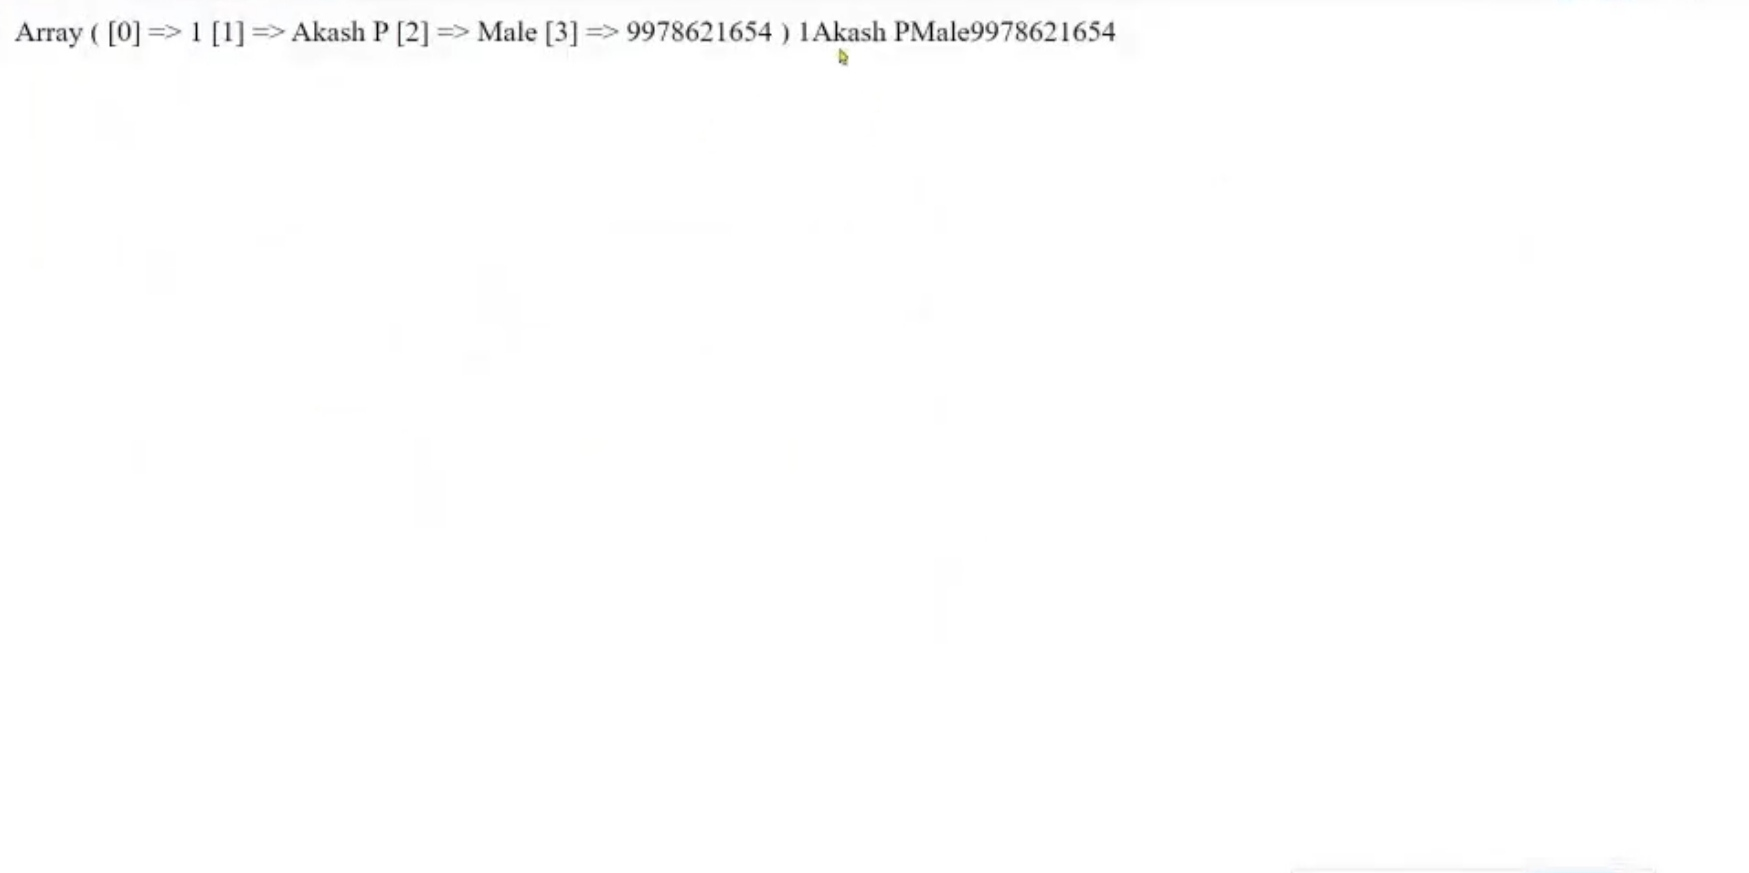 Array ( [0] => 1 [1] => Akash P [2] => Male [3] => 9978621654 ) 1Akash PMale9978621654